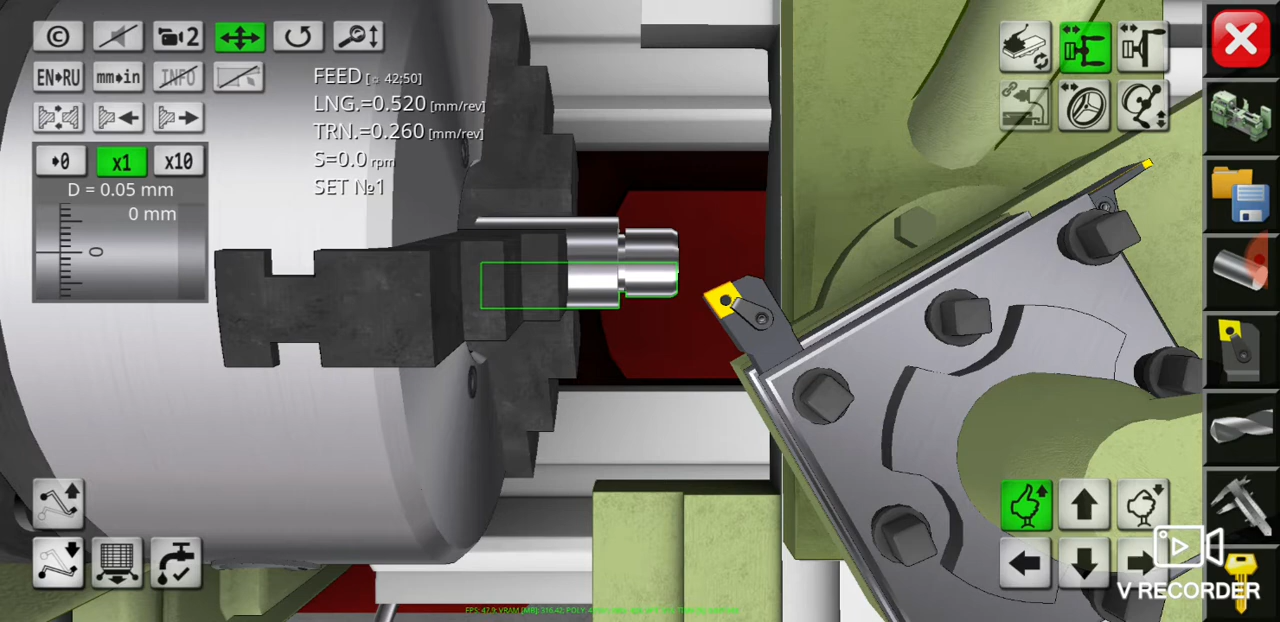 ©
2
EN▸RU
mm▸in
INFO
FEED [ 42;50]
LNG.=0.520 [mm/rev]
TRN.=0.260 [mm/rev]
S=0.0 rpm
SET №1
▸0
x1
x10
D = 0.05 mm
0 mm
0
V RECORDER